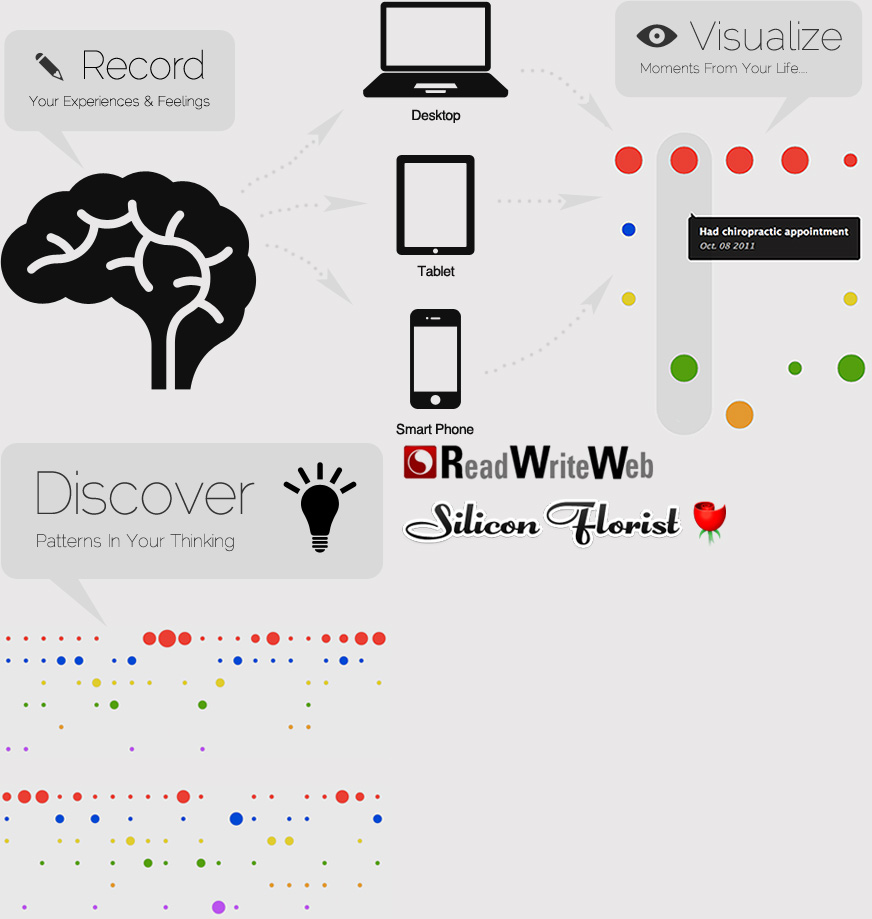 Record
Your Experiences & Feelings
Desktop
Tablet
Smart Phone
Visualize
Moments From Your Life....
Had chiropractic appointment
Oct. 08 2011
Discover
Patterns In Your Thinking
ReadWriteWeb
Silicon Florist